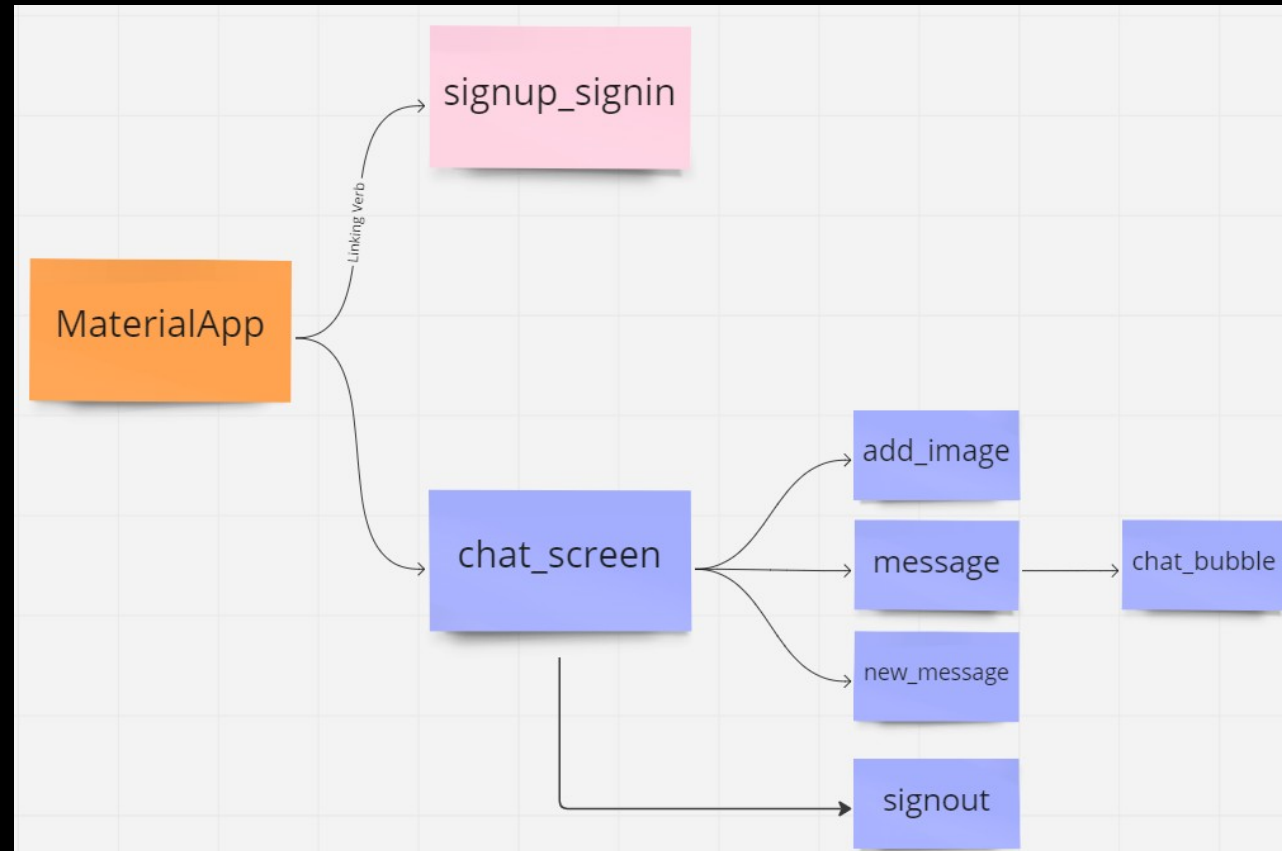 signup_signin
Linking Verb
MaterialApp
add_image
chat_screen
message
chat_bubble
new_message
signout